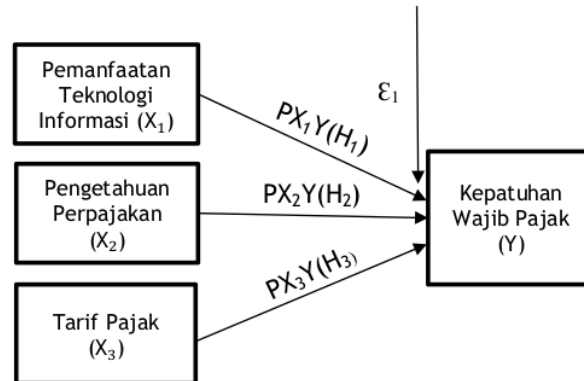 Pemanfaatan
Teknologi
Informasi (X₁)
PX₁Y(H₁)
ε₁
Pengetahuan
Perpajakan
(X₂)
PX₂Y(H₂)
Kepatuhan
Wajib Pajak
(Y)
PX₃Y(H₃)
Tarif Pajak
(X₃)